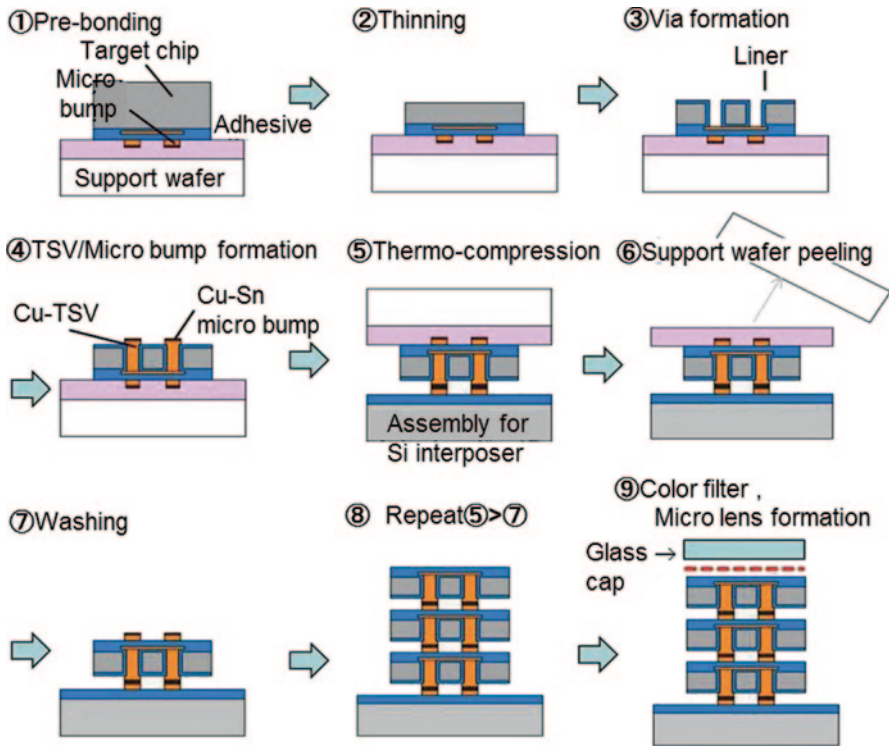 ①Pre-bonding
Target chip
Micro-
bump
Adhesive
Support wafer
②Thinning
③Via formation
Liner
④TSV/Micro bump formation
Cu-TSV
Cu-Sn
micro bump
⑤Thermo-compression
Assembly for
Si interposer
⑥Support wafer peeling
⑦Washing
⑧ Repeat⑤>⑦
⑨Color filter ,
Micro lens formation
Glass →
cap